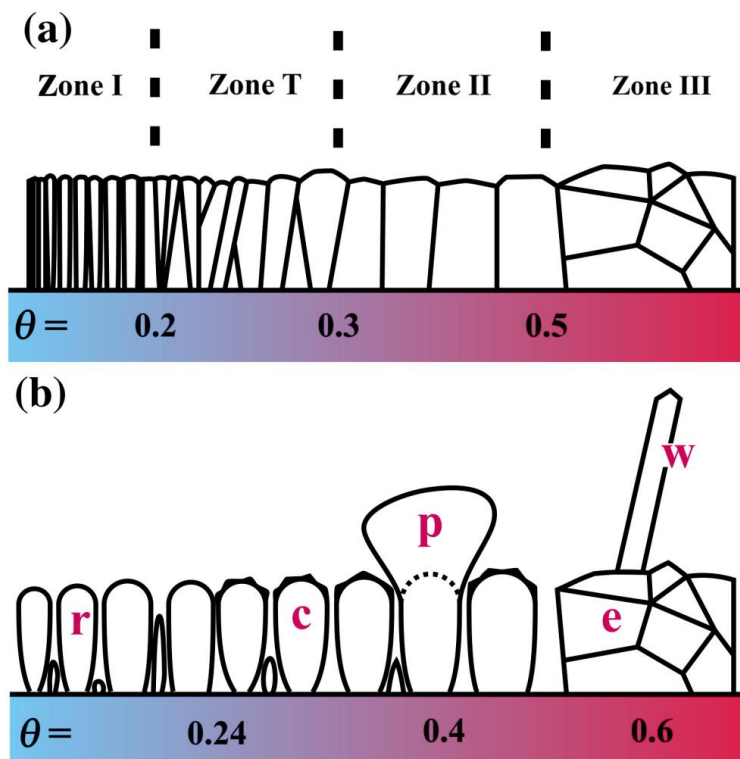 (a)
Zone I Zone T Zone II Zone III
θ = 0.2 0.3 0.5
(b)
w
p
r c e
θ = 0.24 0.4 0.6